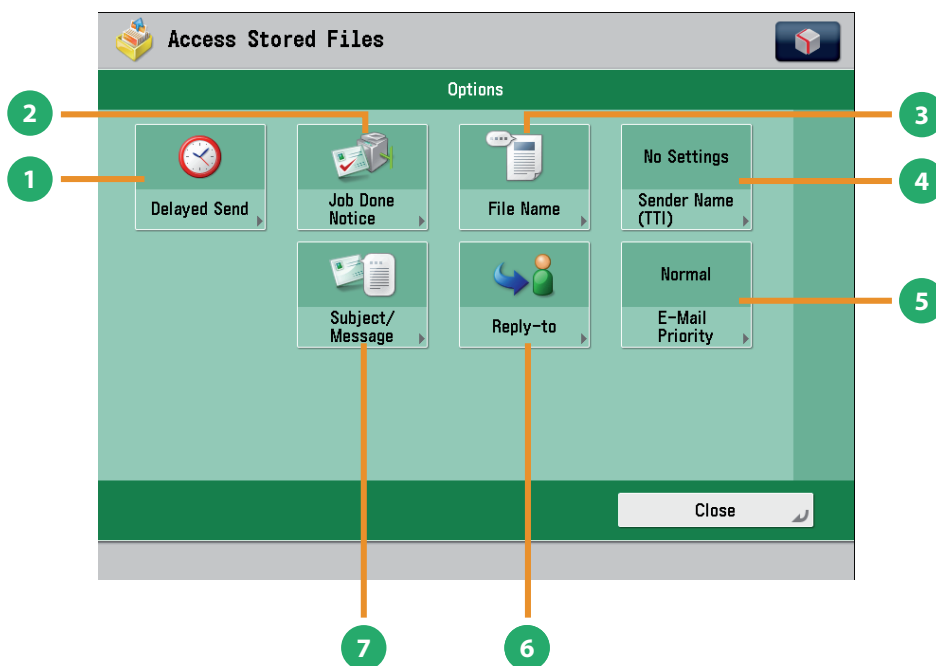 Access Stored Files
Options
2
3
1
4
No Settings
Delayed Send
Job Done
Notice
File Name
Sender Name
(TTI)
Normal
5
Subject/
Message
Reply-to
E-Mail
Priority
Close
7
6